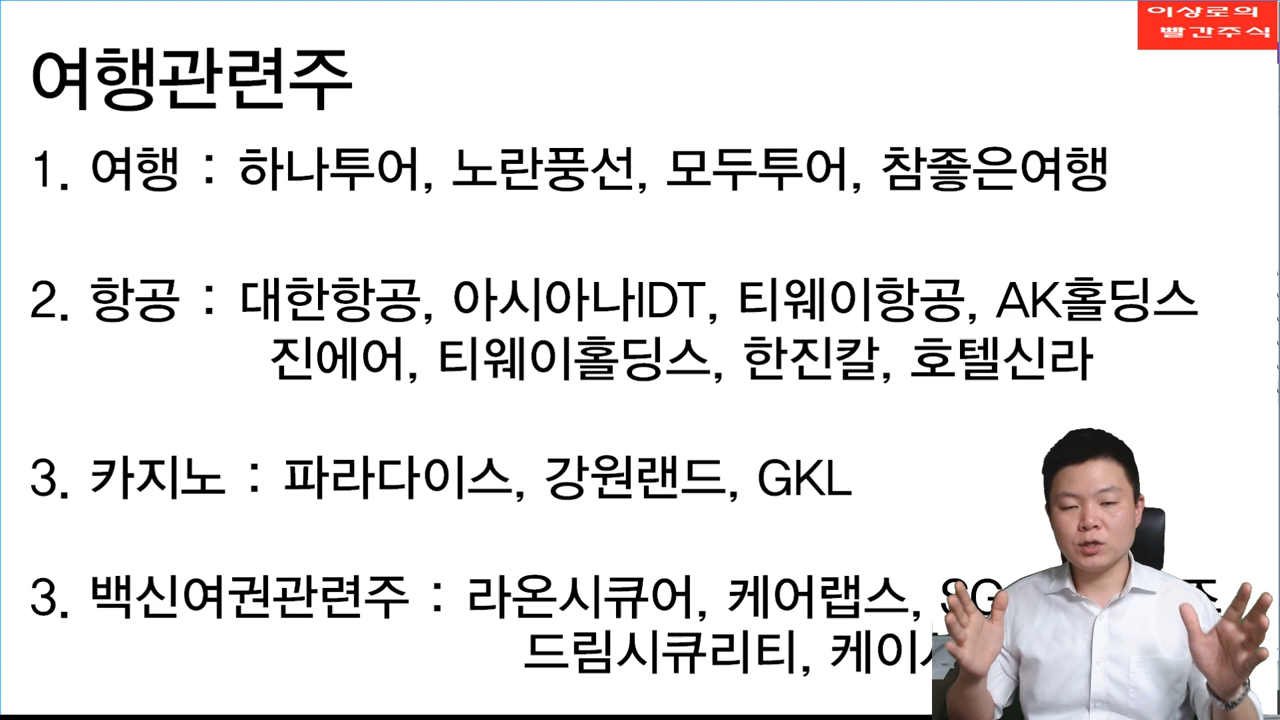 이상로의
빨간주식
여행관련주
1. 여행 : 하나투어, 노란풍선, 모두투어, 참좋은여행
2. 항공 : 대한항공, 아시아나IDT, 티웨이항공, AK홀딩스
진에어, 티웨이홀딩스, 한진칼, 호텔신라
3. 카지노 : 파라다이스, 강원랜드, GKL
3. 백신여권관련주 : 라온시큐어, 케어랩스,
드림시큐리티,